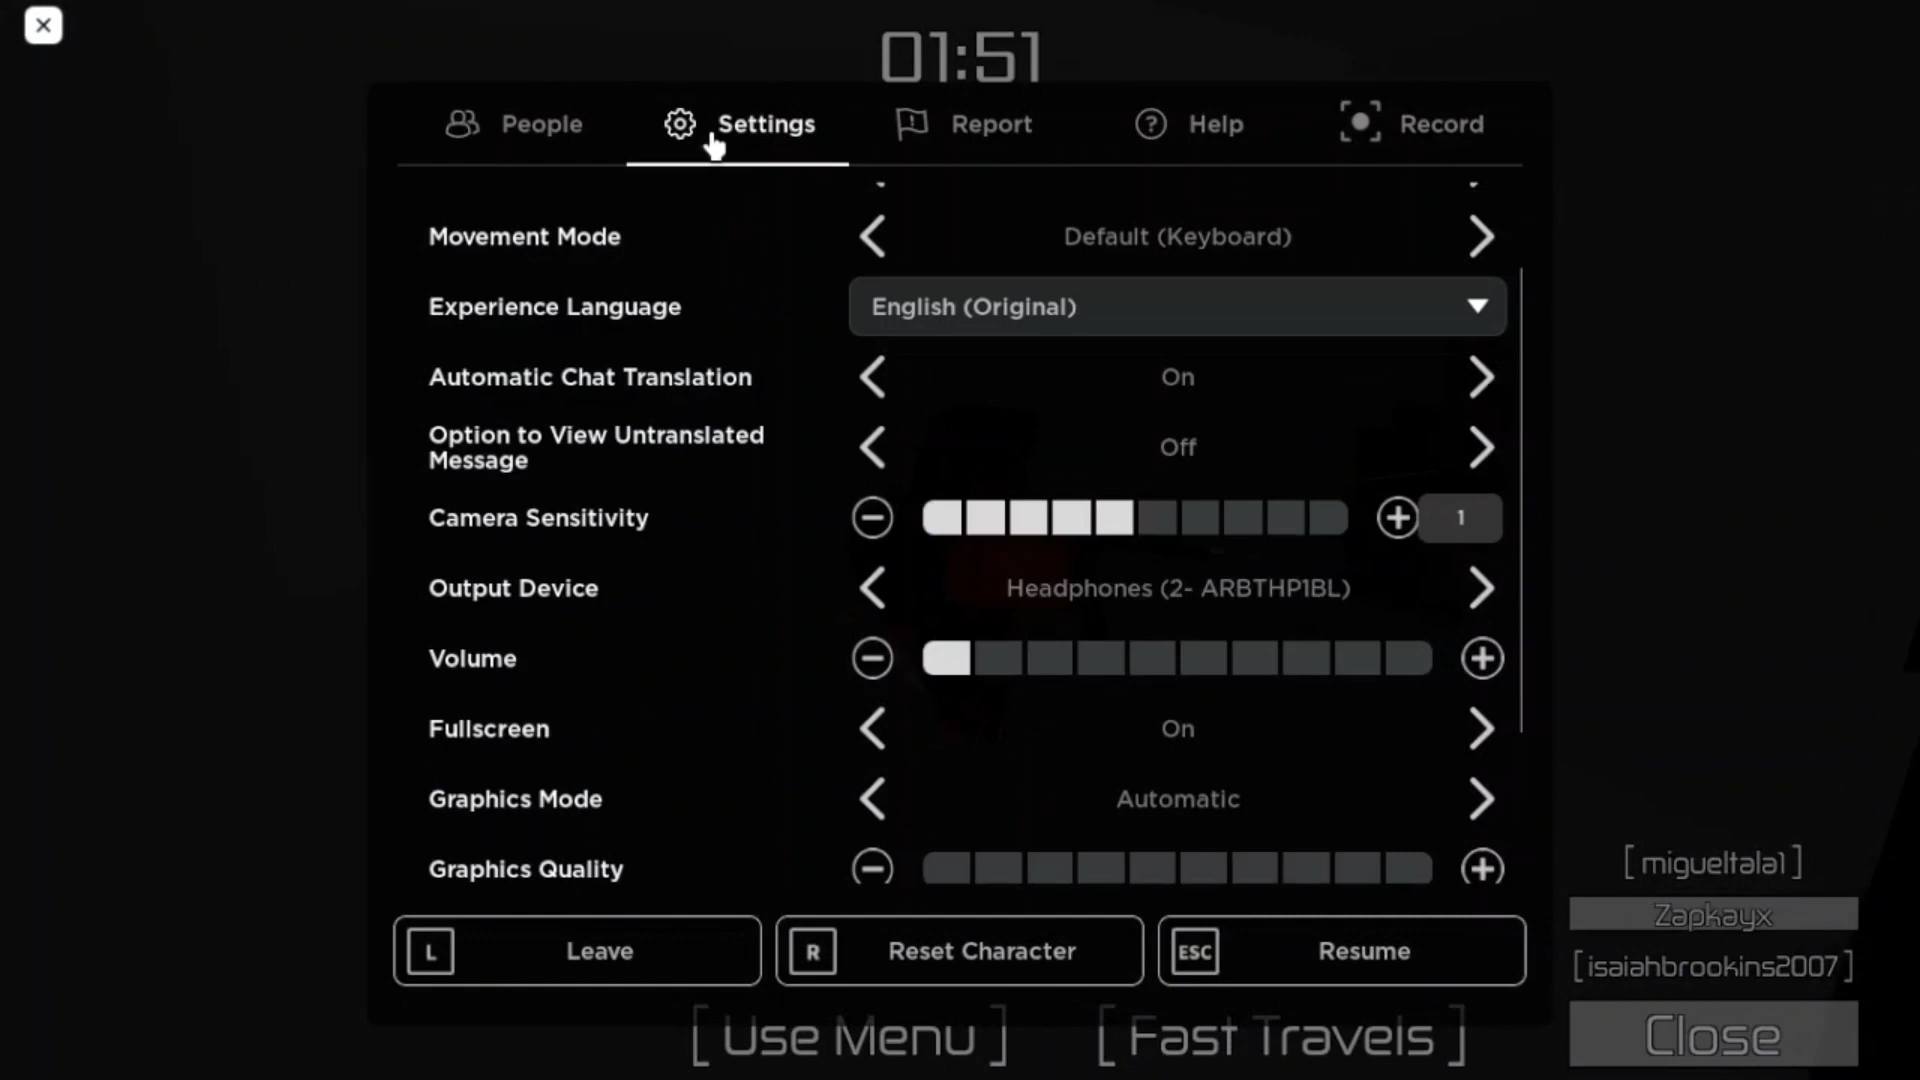 01:51
People
Settings
Report
Help
Record
Movement Mode
Default (Keyboard)
Experience Language
English (Original)
Automatic Chat Translation
On
Option to View Untranslated
Message
Off
Camera Sensitivity
1
Output Device
Headphones (2- ARBTHP1BL)
Volume
Fullscreen
On
Graphics Mode
Automatic
Graphics Quality
[ migueltala1 ]
Zapkayx
[ isaiahbrookins2007 ]
L Leave
R Reset Character
ESC Resume
[ Use Menu ]
[ Fast Travels ]
Close